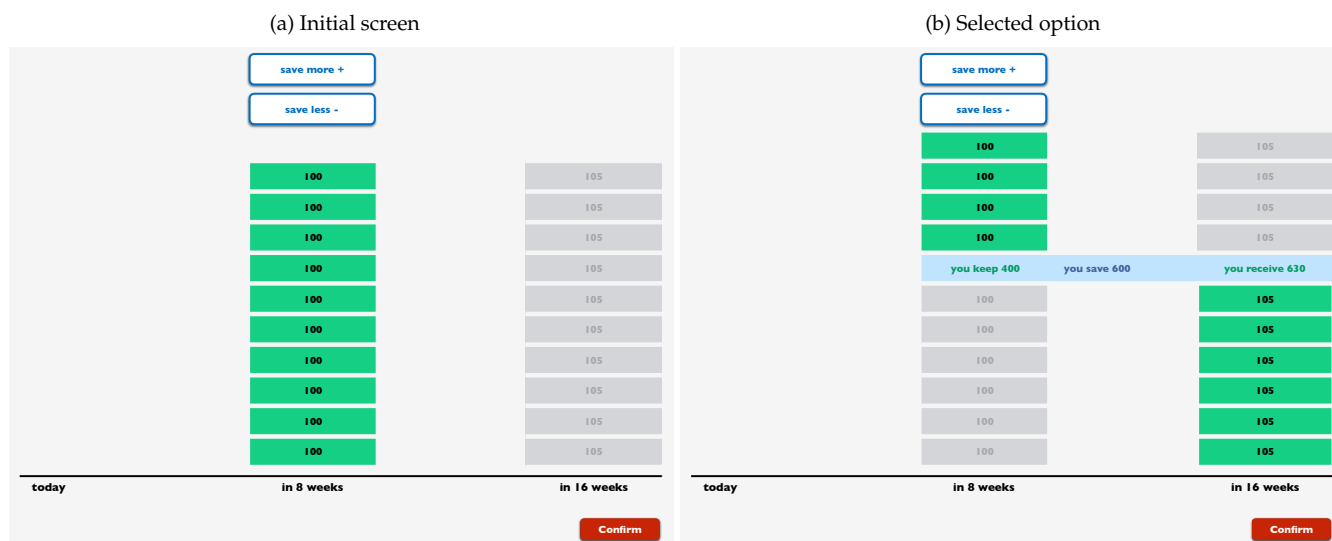 (a) Initial screen
save more +
save less -
100 105
100 105
100 105
100 105
100 105
100 105
100 105
100 105
100 105
100 105
today in 8 weeks in 16 weeks
Confirm
(b) Selected option
save more +
save less -
100 105
100 105
100 105
100 105
you keep 400 you save 600 you receive 630
100 105
100 105
100 105
100 105
100 105
100 105
today in 8 weeks in 16 weeks
Confirm